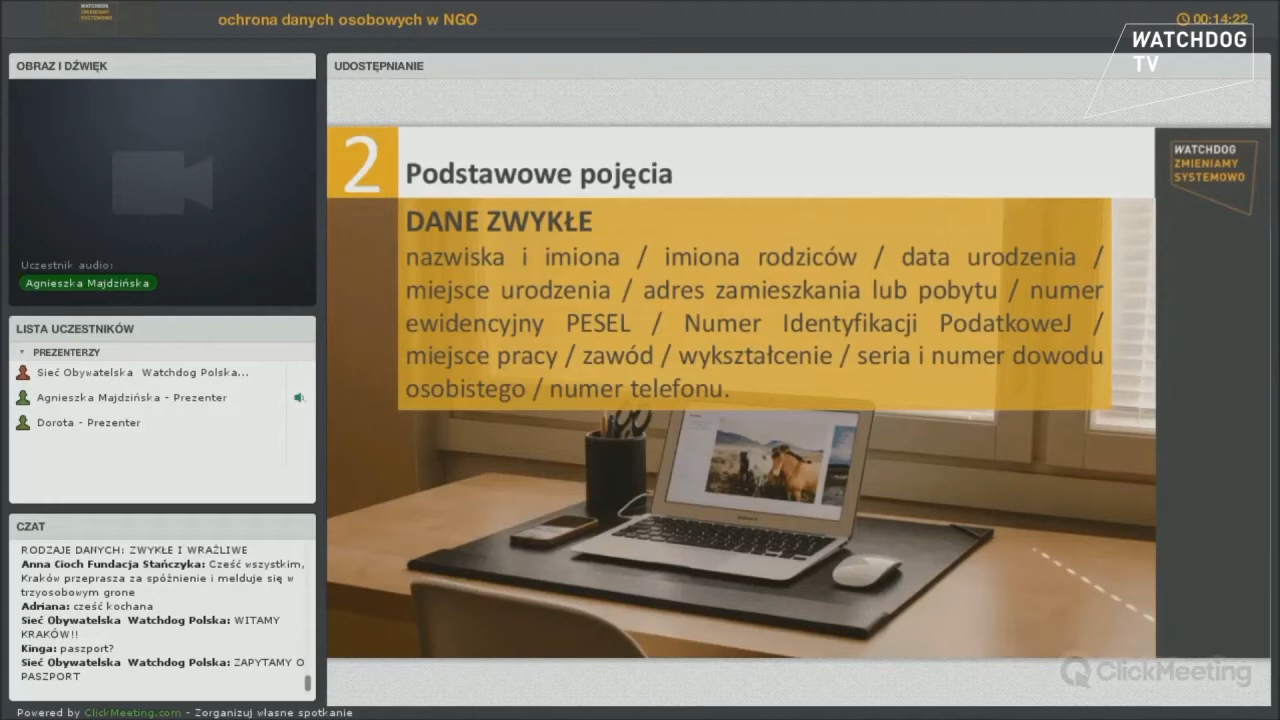 WATCHDOG
ZMIENIAMY
SYSTEMOWO
ochrona danych osobowych w NGO
00:14:22
WATCHDOG
TV
OBRAZ I DŹWIĘK
Uczestnik audio:
Agnieszka Majdzińska
LISTA UCZESTNIKÓW
PREZENTERZY
Sieć Obywatelska Watchdog Polska...
Agnieszka Majdzińska - Prezenter
Dorota - Prezenter
CZAT
RODZAJE DANYCH: ZWYKŁE I WRAŻLIWE
Anna Cioch Fundacja Stańczyka: Cześć wszystkim,
Kraków przeprasza za spóźnienie i melduje się w
trzyosobowym grone
Adriana: cześć kochana
Sieć Obywatelska Watchdog Polska: WITAMY
KRAKÓW!!
Kinga: paszport?
Sieć Obywatelska Watchdog Polska: ZAPYTAMY O
PASZPORT
UDOSTĘPNIANIE
2
Podstawowe pojęcia
WATCHDOG
ZMIENIAMY
SYSTEMOWO
DANE ZWYKŁE
nazwiska i imiona / imiona rodziców / data urodzenia /
miejsce urodzenia / adres zamieszkania lub pobytu / numer
ewidencyjny PESEL / Numer Identyfikacji PodatkoweJ /
miejsce pracy / zawód / wykształcenie / seria i numer dowodu
osobistego / numer telefonu.
ClickMeeting
Powered by ClickMeeting.com - Zorganizuj własne spotkanie